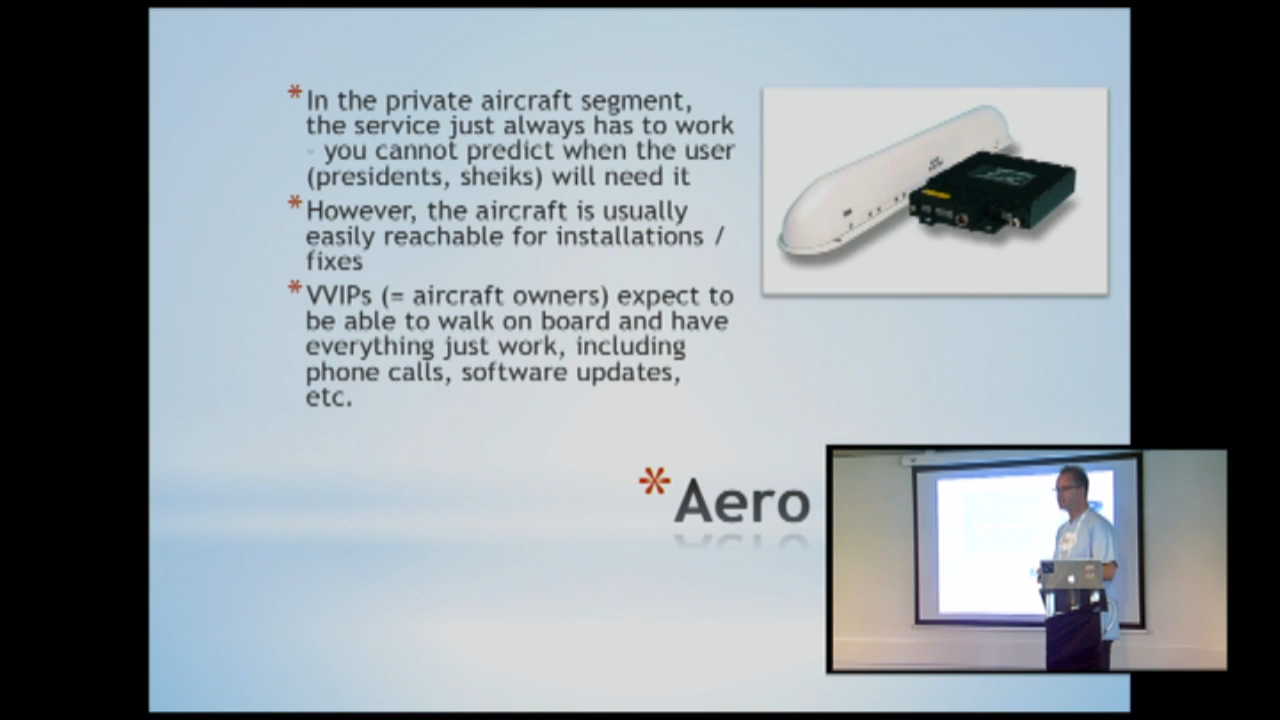 * In the private aircraft segment,
the service just always has to work
- you cannot predict when the user
(presidents, sheiks) will need it
* However, the aircraft is usually
easily reachable for installations /
fixes
* VVIPs (= aircraft owners) expect to
be able to walk on board and have
everything just work, including
phone calls, software updates,
etc.
* Aero